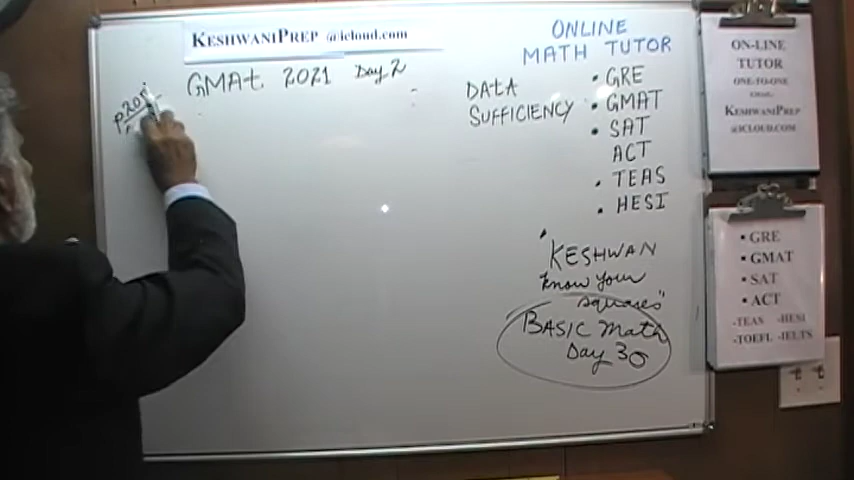 KESHWANIPREP @icloud.com
GMAt 2021 Day 2
DATA
SUFFICIENCY
ONLINE
MATH TUTOR
• GRE
• GMAT
• SAT
ACT
• TEAS
• HESI
KESHWAN
know your
squares"
BASIC Math
Day 30
ON-LINE
TUTOR
ONE-TO-ONE
EMAIL:
KESHWANIPREP
@ICLOUD.COM
• GRE
• GMAT
• SAT
• ACT
-TEAS -HESI
-TOEFL -IELTS